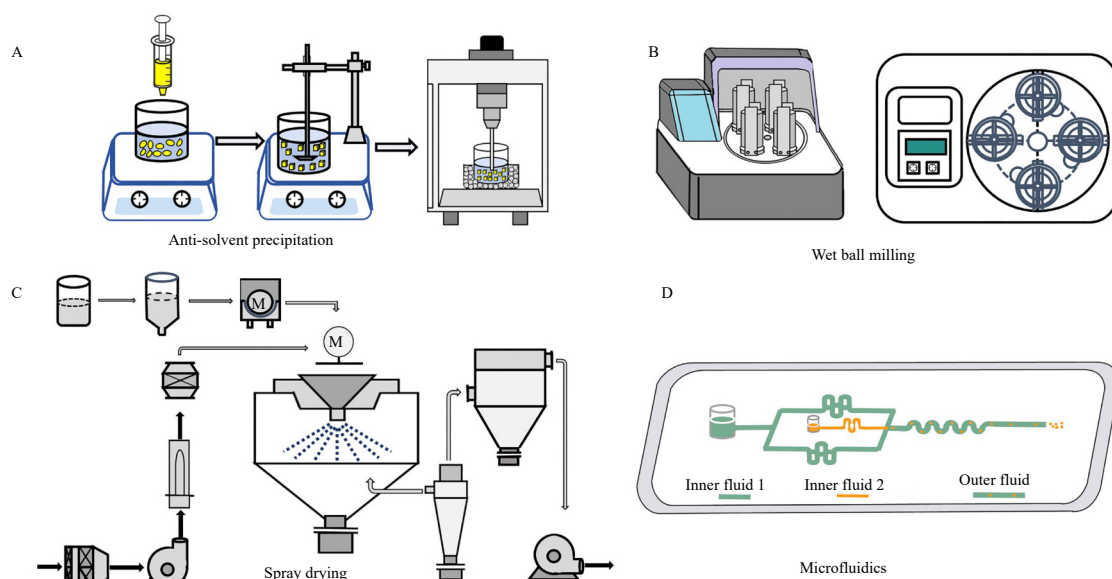 A
B
Anti-solvent precipitation
Wet ball milling
C
D
M
M
Inner fluid 1
Inner fluid 2
Outer fluid
Spray drying
Microfluidics